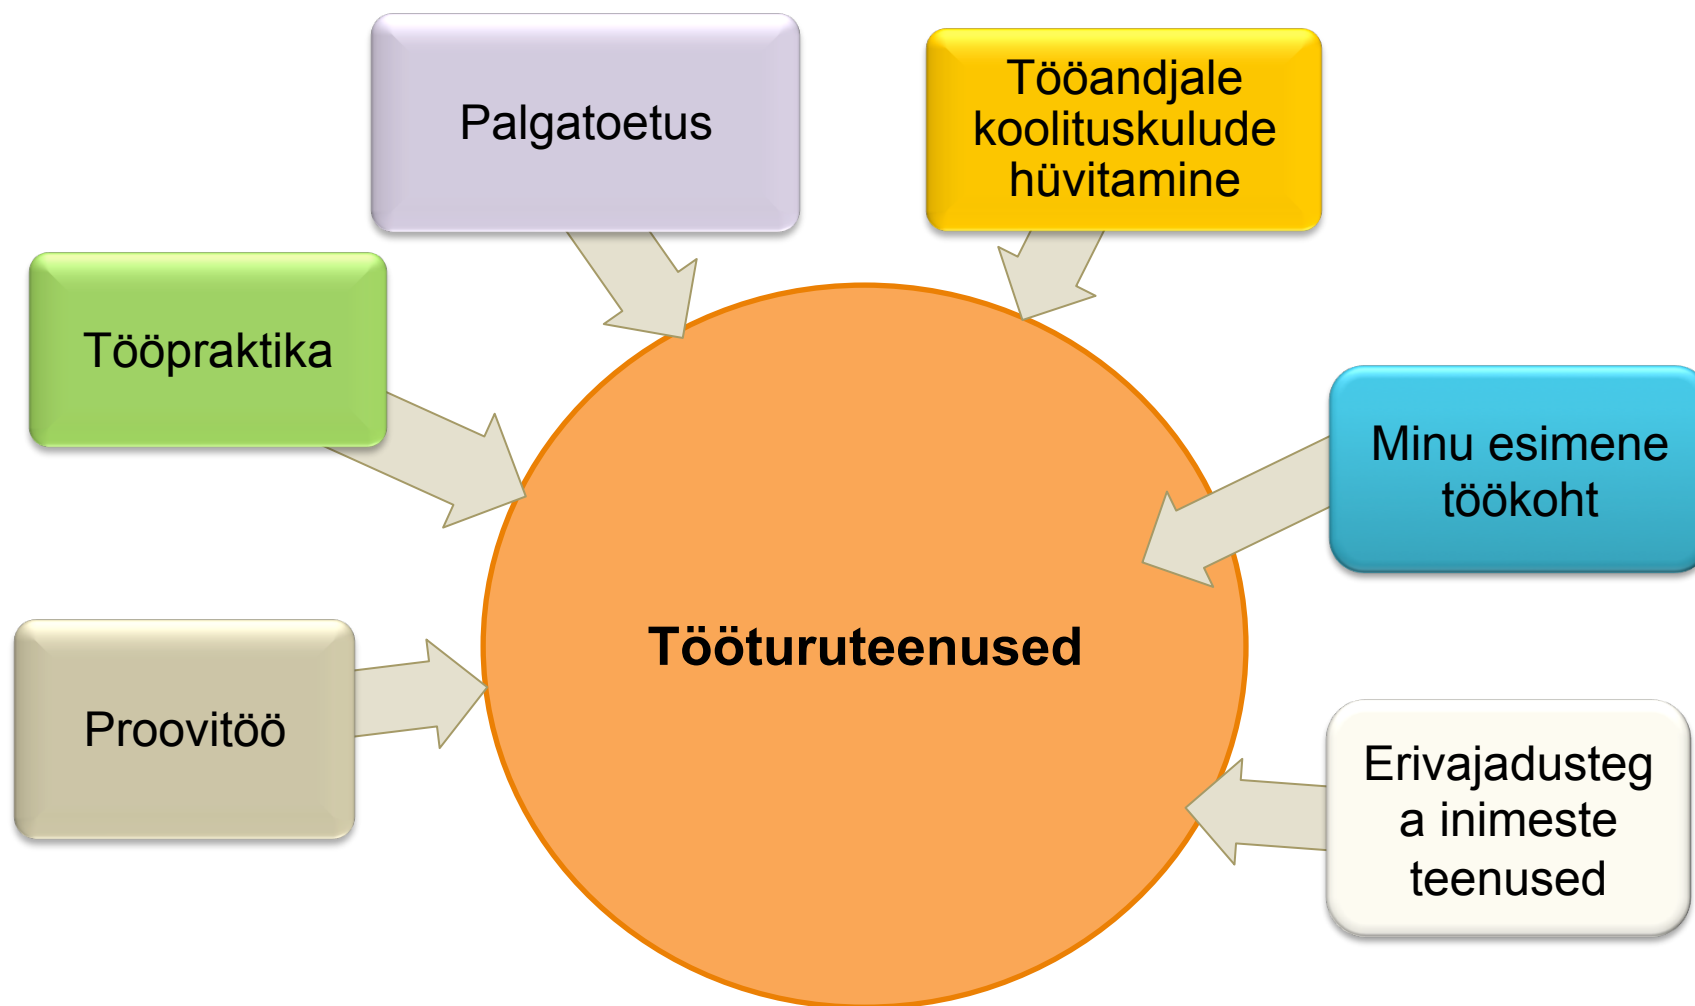 Palgatoetus
Tööandjale
koolituskulude
hüvitamine
Tööpraktika
Minu esimene
töökoht
Tööturuteenused
Proovitöö
Erivajadusteg
a inimeste
teenused